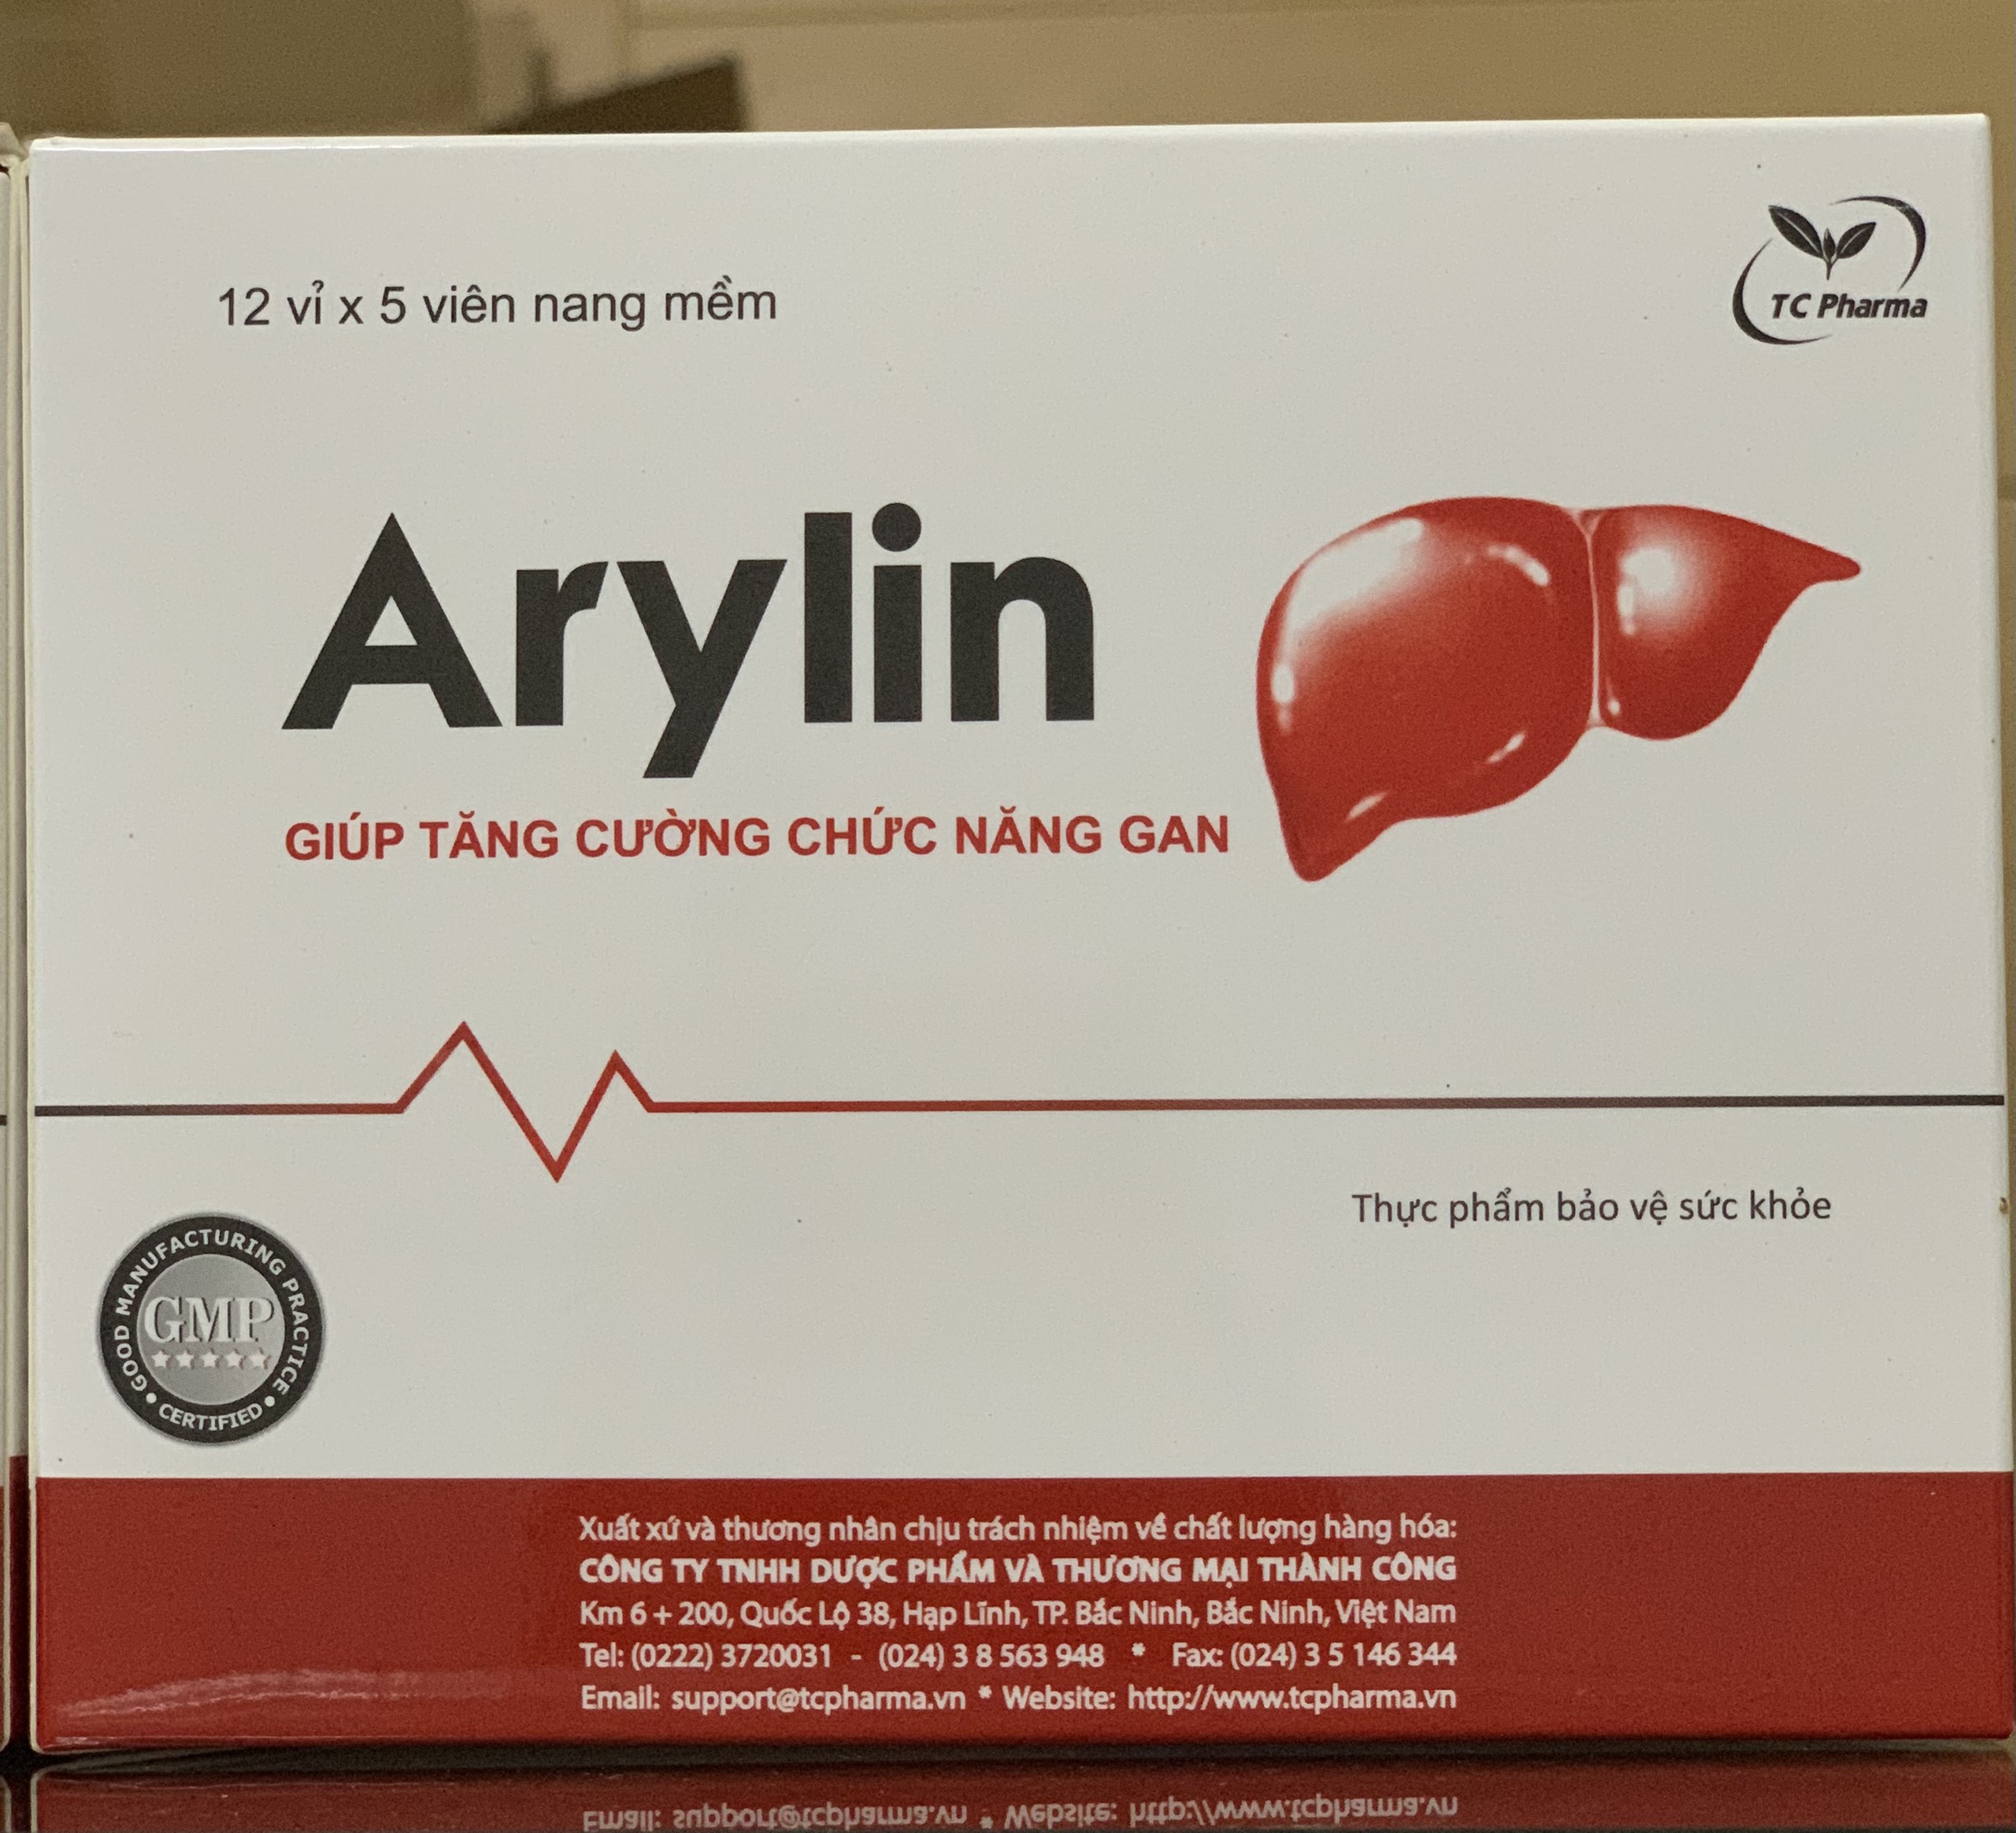 12 vỉ x 5 viên nang mềm
TC Pharma
Arylin
GIÚP TĂNG CƯỜNG CHỨC NĂNG GAN
Thực phẩm bảo vệ sức khỏe
GOOD MANUFACTURING PRACTICE
GMP
• CERTIFIED •
Xuất xứ và thương nhân chịu trách nhiệm về chất lượng hàng hóa:
CÔNG TY TNHH DƯỢC PHẨM VÀ THƯƠNG MẠI THÀNH CÔNG
Km 6 + 200, Quốc Lộ 38, Hạp Lĩnh, TP. Bắc Ninh, Bắc Ninh, Việt Nam
Tel: (0222) 3720031 - (024) 3 8 563 948 * Fax: (024) 3 5 146 344
Email: support@tcpharma.vn * Website: http://www.tcpharma.vn